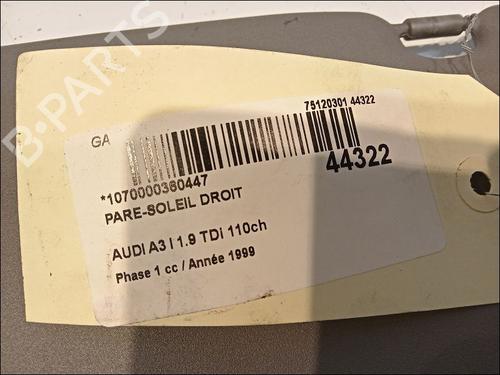 B-PARTS
GA
75120301 44322
44322
*1070000360447
PARE-SOLEIL DROIT
AUDI A3 I 1.9 TDi 110ch
Phase 1 cc / Année 1999